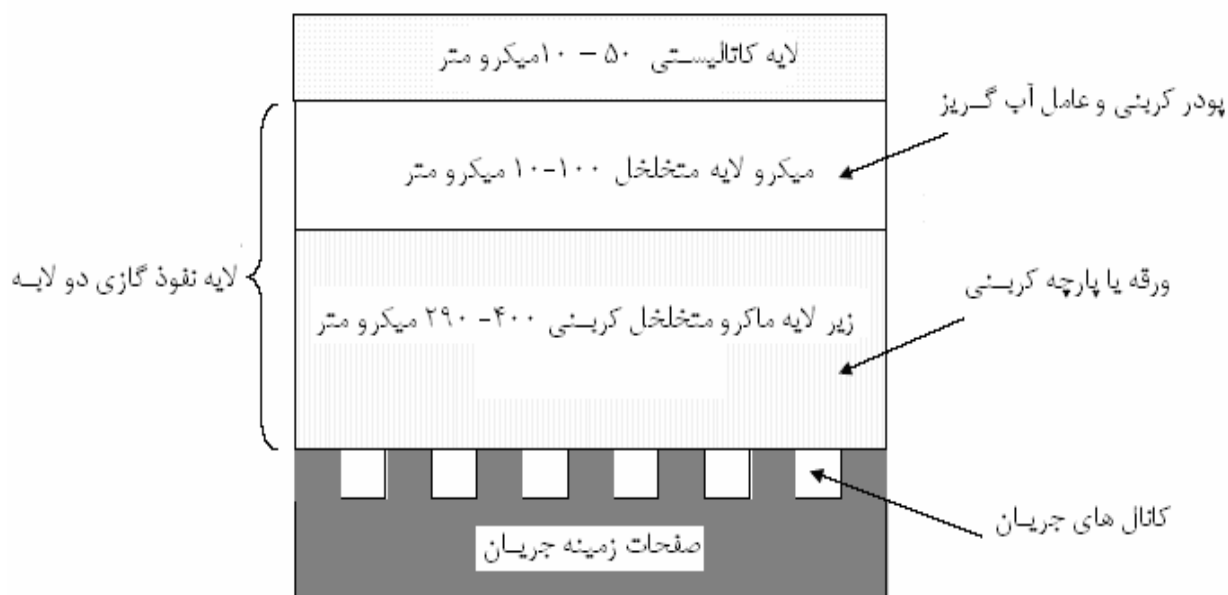 لایه کاتالیستی ۵۰ – ۱۰میکرو متر
پودر کربنی و عامل آب گریز
میکرو لایه متخلخل ۱۰۰-۱۰ میکرو متر
لایه نفوذ گازی دو لایه
ورقه یا پارچه کربنی
زیر لایه ماکرو متخلخل کربنی ۴۰۰- ۲۹۰ میکرو متر
کانال های جریان
صفحات زمینه جریان